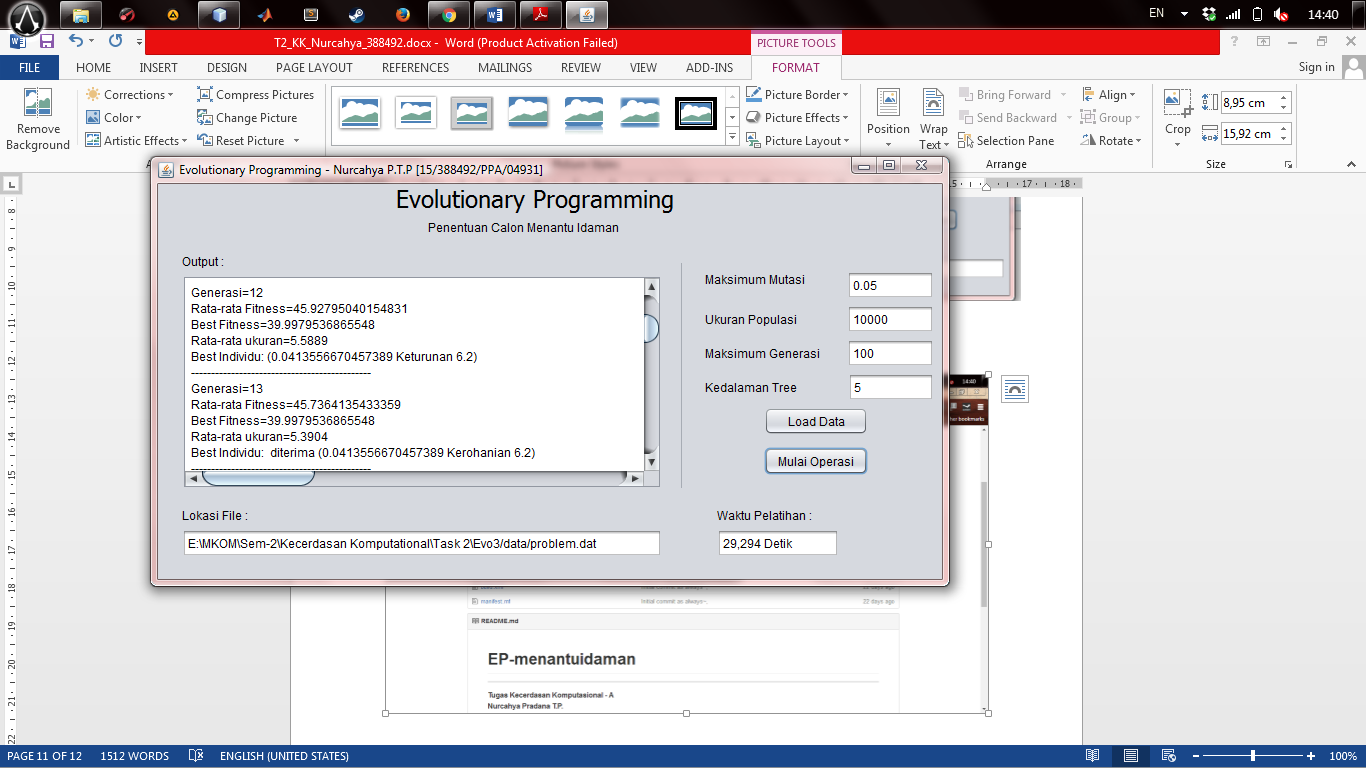 EN 14:40
T2_KK_Nurcahya_388492.docx - Word (Product Activation Failed)
PICTURE TOOLS
FILE HOME INSERT DESIGN PAGE LAYOUT REFERENCES MAILINGS REVIEW VIEW ADD-INS FORMAT Sign in
Remove Background
Corrections
Color
Artistic Effects
Compress Pictures
Change Picture
Reset Picture
Picture Border
Picture Effects
Picture Layout
Position
Wrap Text
Bring Forward
Send Backward
Selection Pane
Align
Group
Rotate
Arrange
Crop
8,95 cm
15,92 cm
Size
Evolutionary Programming - Nurcahya P.T.P [15/388492/PPA/04931]
Evolutionary Programming
Penentuan Calon Menantu Idaman
Output :
Generasi=12
Rata-rata Fitness=45.92795040154831
Best Fitness=39.9979536865548
Rata-rata ukuran=5.5889
Best Individu: (0.0413556670457389 Keturunan 6.2)
---------------------------------------------
Generasi=13
Rata-rata Fitness=45.7364135433359
Best Fitness=39.9979536865548
Rata-rata ukuran=5.3904
Best Individu: diterima (0.0413556670457389 Kerohanian 6.2)
---------------------------------------------
Maksimum Mutasi 0.05
Ukuran Populasi 10000
Maksimum Generasi 100
Kedalaman Tree 5
Load Data
Mulai Operasi
Lokasi File :
E:\MKOM\Sem-2\Kecerdasan Komputational\Task 2\Evo3/data/problem.dat
Waktu Pelatihan :
29,294 Detik
manifest.mf Initial commit as always~. 22 days ago
README.md
EP-menantuidaman
Tugas Kecerdasan Komputasional - A
Nurcahya Pradana T.P.
PAGE 11 OF 12 1512 WORDS ENGLISH (UNITED STATES) 100%